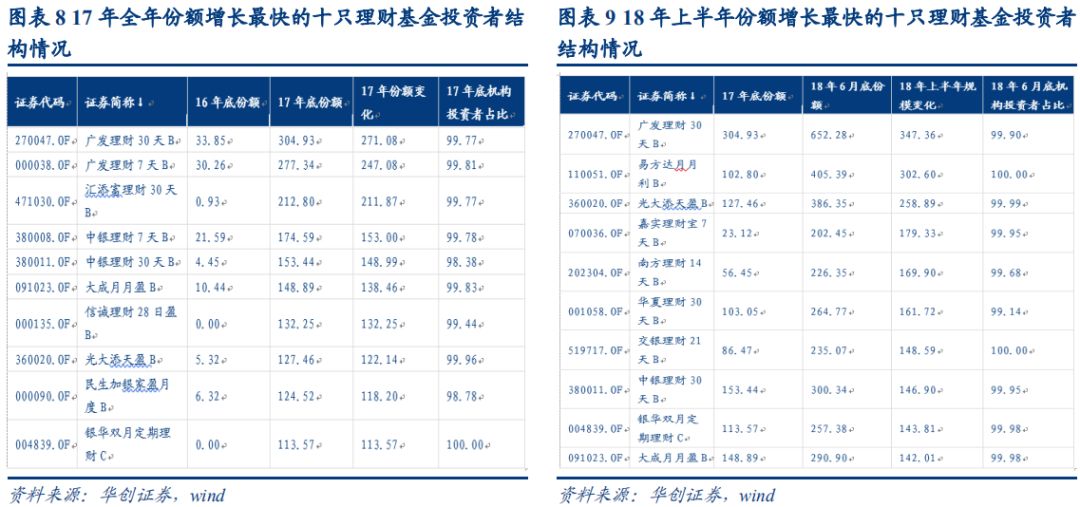 图表 8 17 年全年份额增长最快的十只理财基金投资者结
构情况
证券代码 证券简称↓ 16 年底份额 17 年底份额 17 年份额变化 17 年底机构投资者占比
270047.OF 广发理财 30 天 B 33.85 304.93 271.08 99.77
000038.OF 广发理财 7 天 B 30.26 277.34 247.08 99.81
471030.OF 汇添富理财 30 天 B 0.93 212.80 211.87 99.77
380008.OF 中银理财 7 天 B 21.59 174.59 153.00 99.78
380011.OF 中银理财 30 天 B 4.45 153.44 148.99 98.38
091023.OF 大成月月盈 B 10.44 148.89 138.46 99.83
000135.OF 信诚理财 28 日盈 B 0.00 132.25 132.25 99.44
360020.OF 光大添天盈 B 5.32 127.46 122.14 99.96
000090.OF 民生加银家盈月度 B 6.32 124.52 118.20 98.78
004839.OF 银华双月定期理财 C 0.00 113.57 113.57 100.00
资料来源：华创证券，wind
图表 9 18 年上半年份额增长最快的十只理财基金投资者
结构情况
证券代码 证券简称↓ 17 年底份额 18 年 6 月底份额 18 年上半年规模变化 18 年 6 月底机构投资者占比
270047.OF 广发理财 30 天 B 304.93 652.28 347.36 99.90
110051.OF 易方达月月利 B 102.80 405.39 302.60 100.00
360020.OF 光大添天盈 B 127.46 386.35 258.89 99.99
070036.OF 嘉实理财宝 7 天 B 23.12 202.45 179.33 99.95
202304.OF 南方理财 14 天 B 56.45 226.35 169.90 99.68
001058.OF 华夏理财 30 天 B 103.05 264.77 161.72 99.14
519717.OF 交银理财 21 天 B 86.47 235.07 148.59 100.00
380011.OF 中银理财 30 天 B 153.44 300.34 146.90 99.95
004839.OF 银华双月定期理财 C 113.57 257.38 143.81 99.98
091023.OF 大成月月盈 B 148.89 290.90 142.01 99.98
资料来源：华创证券，wind